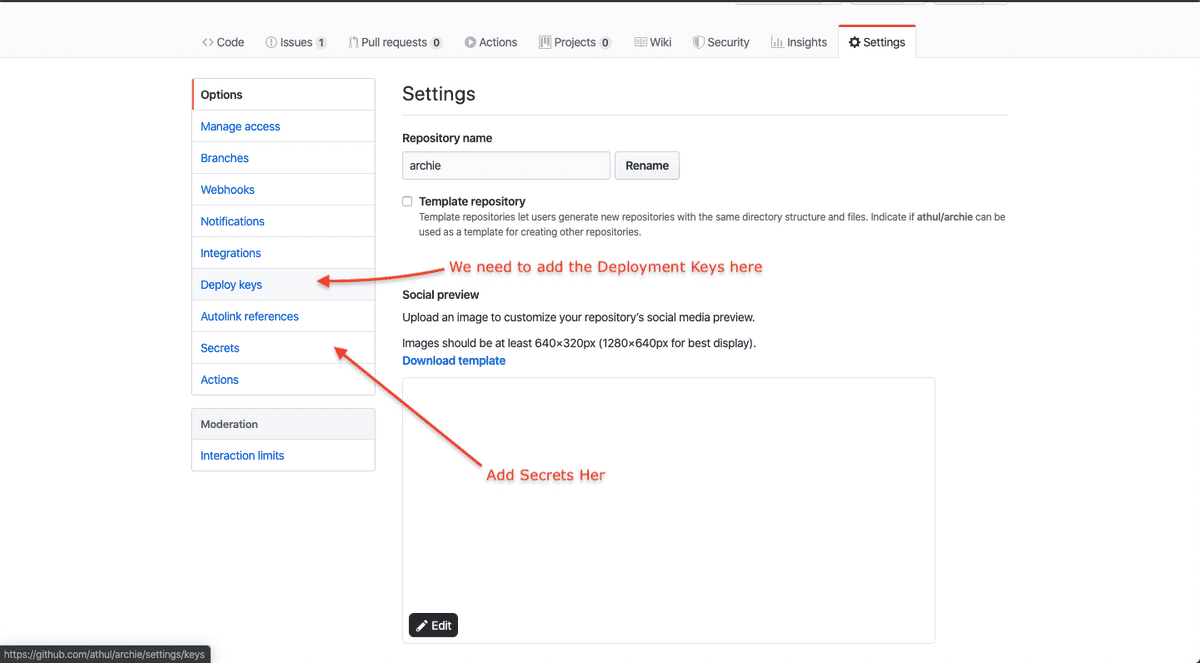 Code Issues 1 Pull requests 0 Actions Projects 0 Wiki Security Insights Settings
Options
Manage access
Branches
Webhooks
Notifications
Integrations
Deploy keys
Autolink references
Secrets
Actions
Moderation
Interaction limits
Settings
Repository name
archie Rename
Template repository
Template repositories let users generate new repositories with the same directory structure and files. Indicate if athul/archie can be
used as a template for creating other repositories.
We need to add the Deployment Keys here
Social preview
Upload an image to customize your repository's social media preview.
Images should be at least 640×320px (1280×640px for best display).
Download template
Add Secrets Her
Edit
https://github.com/athul/archie/settings/keys